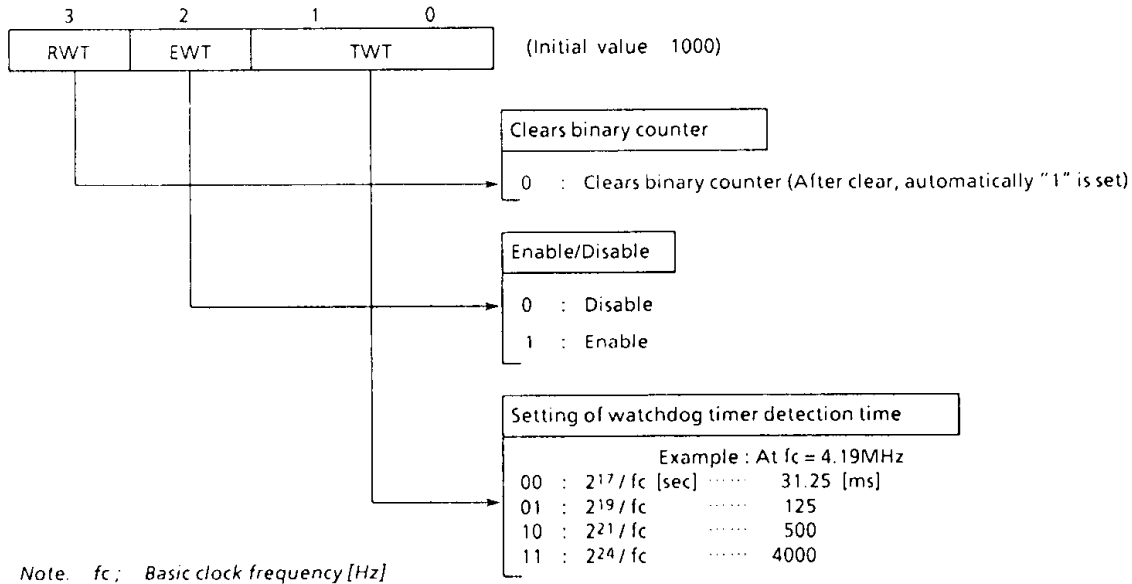 3 2 1 0
RWT EWT TWT (Initial value 1000)
Clears binary counter
0 : Clears binary counter (After clear, automatically "1" is set)
Enable/Disable
0 : Disable
1 : Enable
Setting of watchdog timer detection time
Example : At fc = 4.19MHz
00 : 2¹⁷/ fc [sec] ······ 31.25 [ms]
01 : 2¹⁹/ fc ······ 125
10 : 2²¹/ fc ······ 500
11 : 2²⁴/ fc ······ 4000
Note. fc ; Basic clock frequency [Hz]